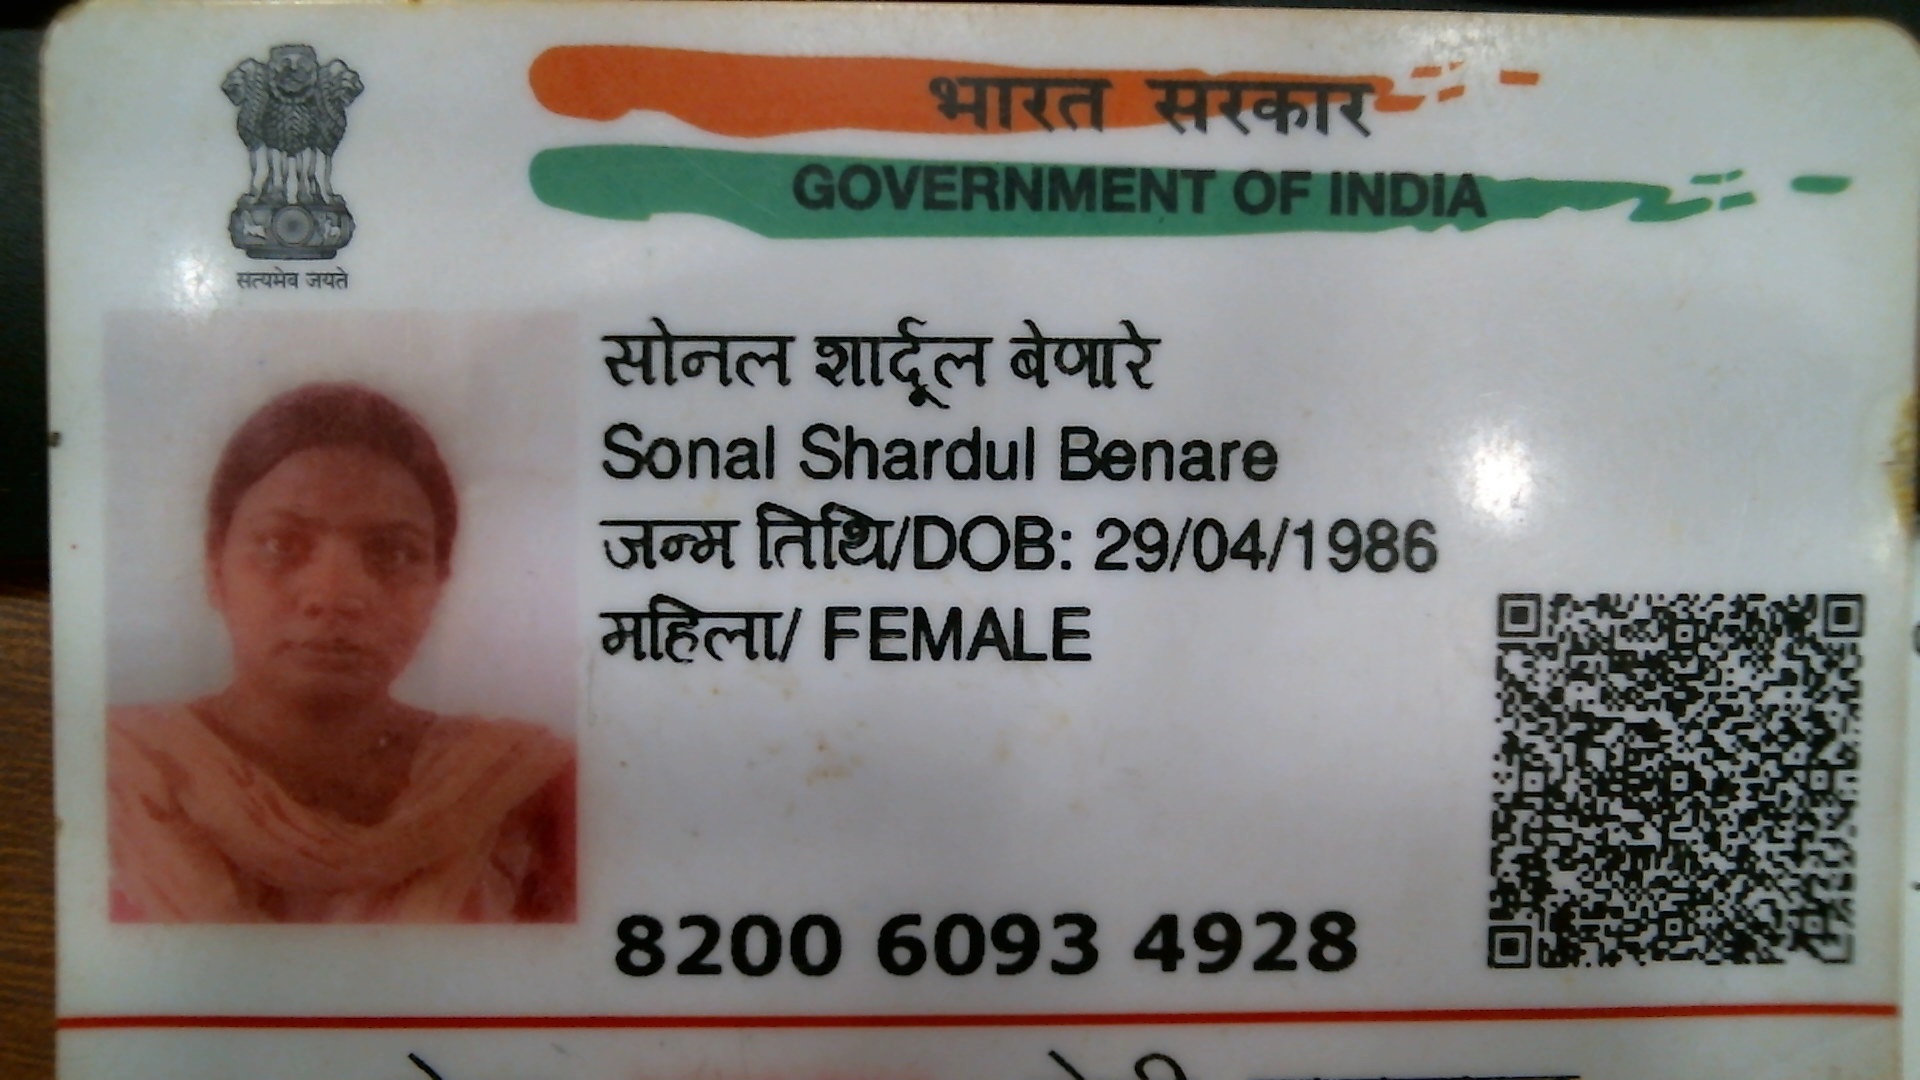 भारत सरकार
GOVERNMENT OF INDIA
सत्यमेव जयते
सोनल शार्दूल बेणारे
Sonal Shardul Benare
जन्म तिथि/DOB: 29/04/1986
महिला/ FEMALE
8200 6093 4928